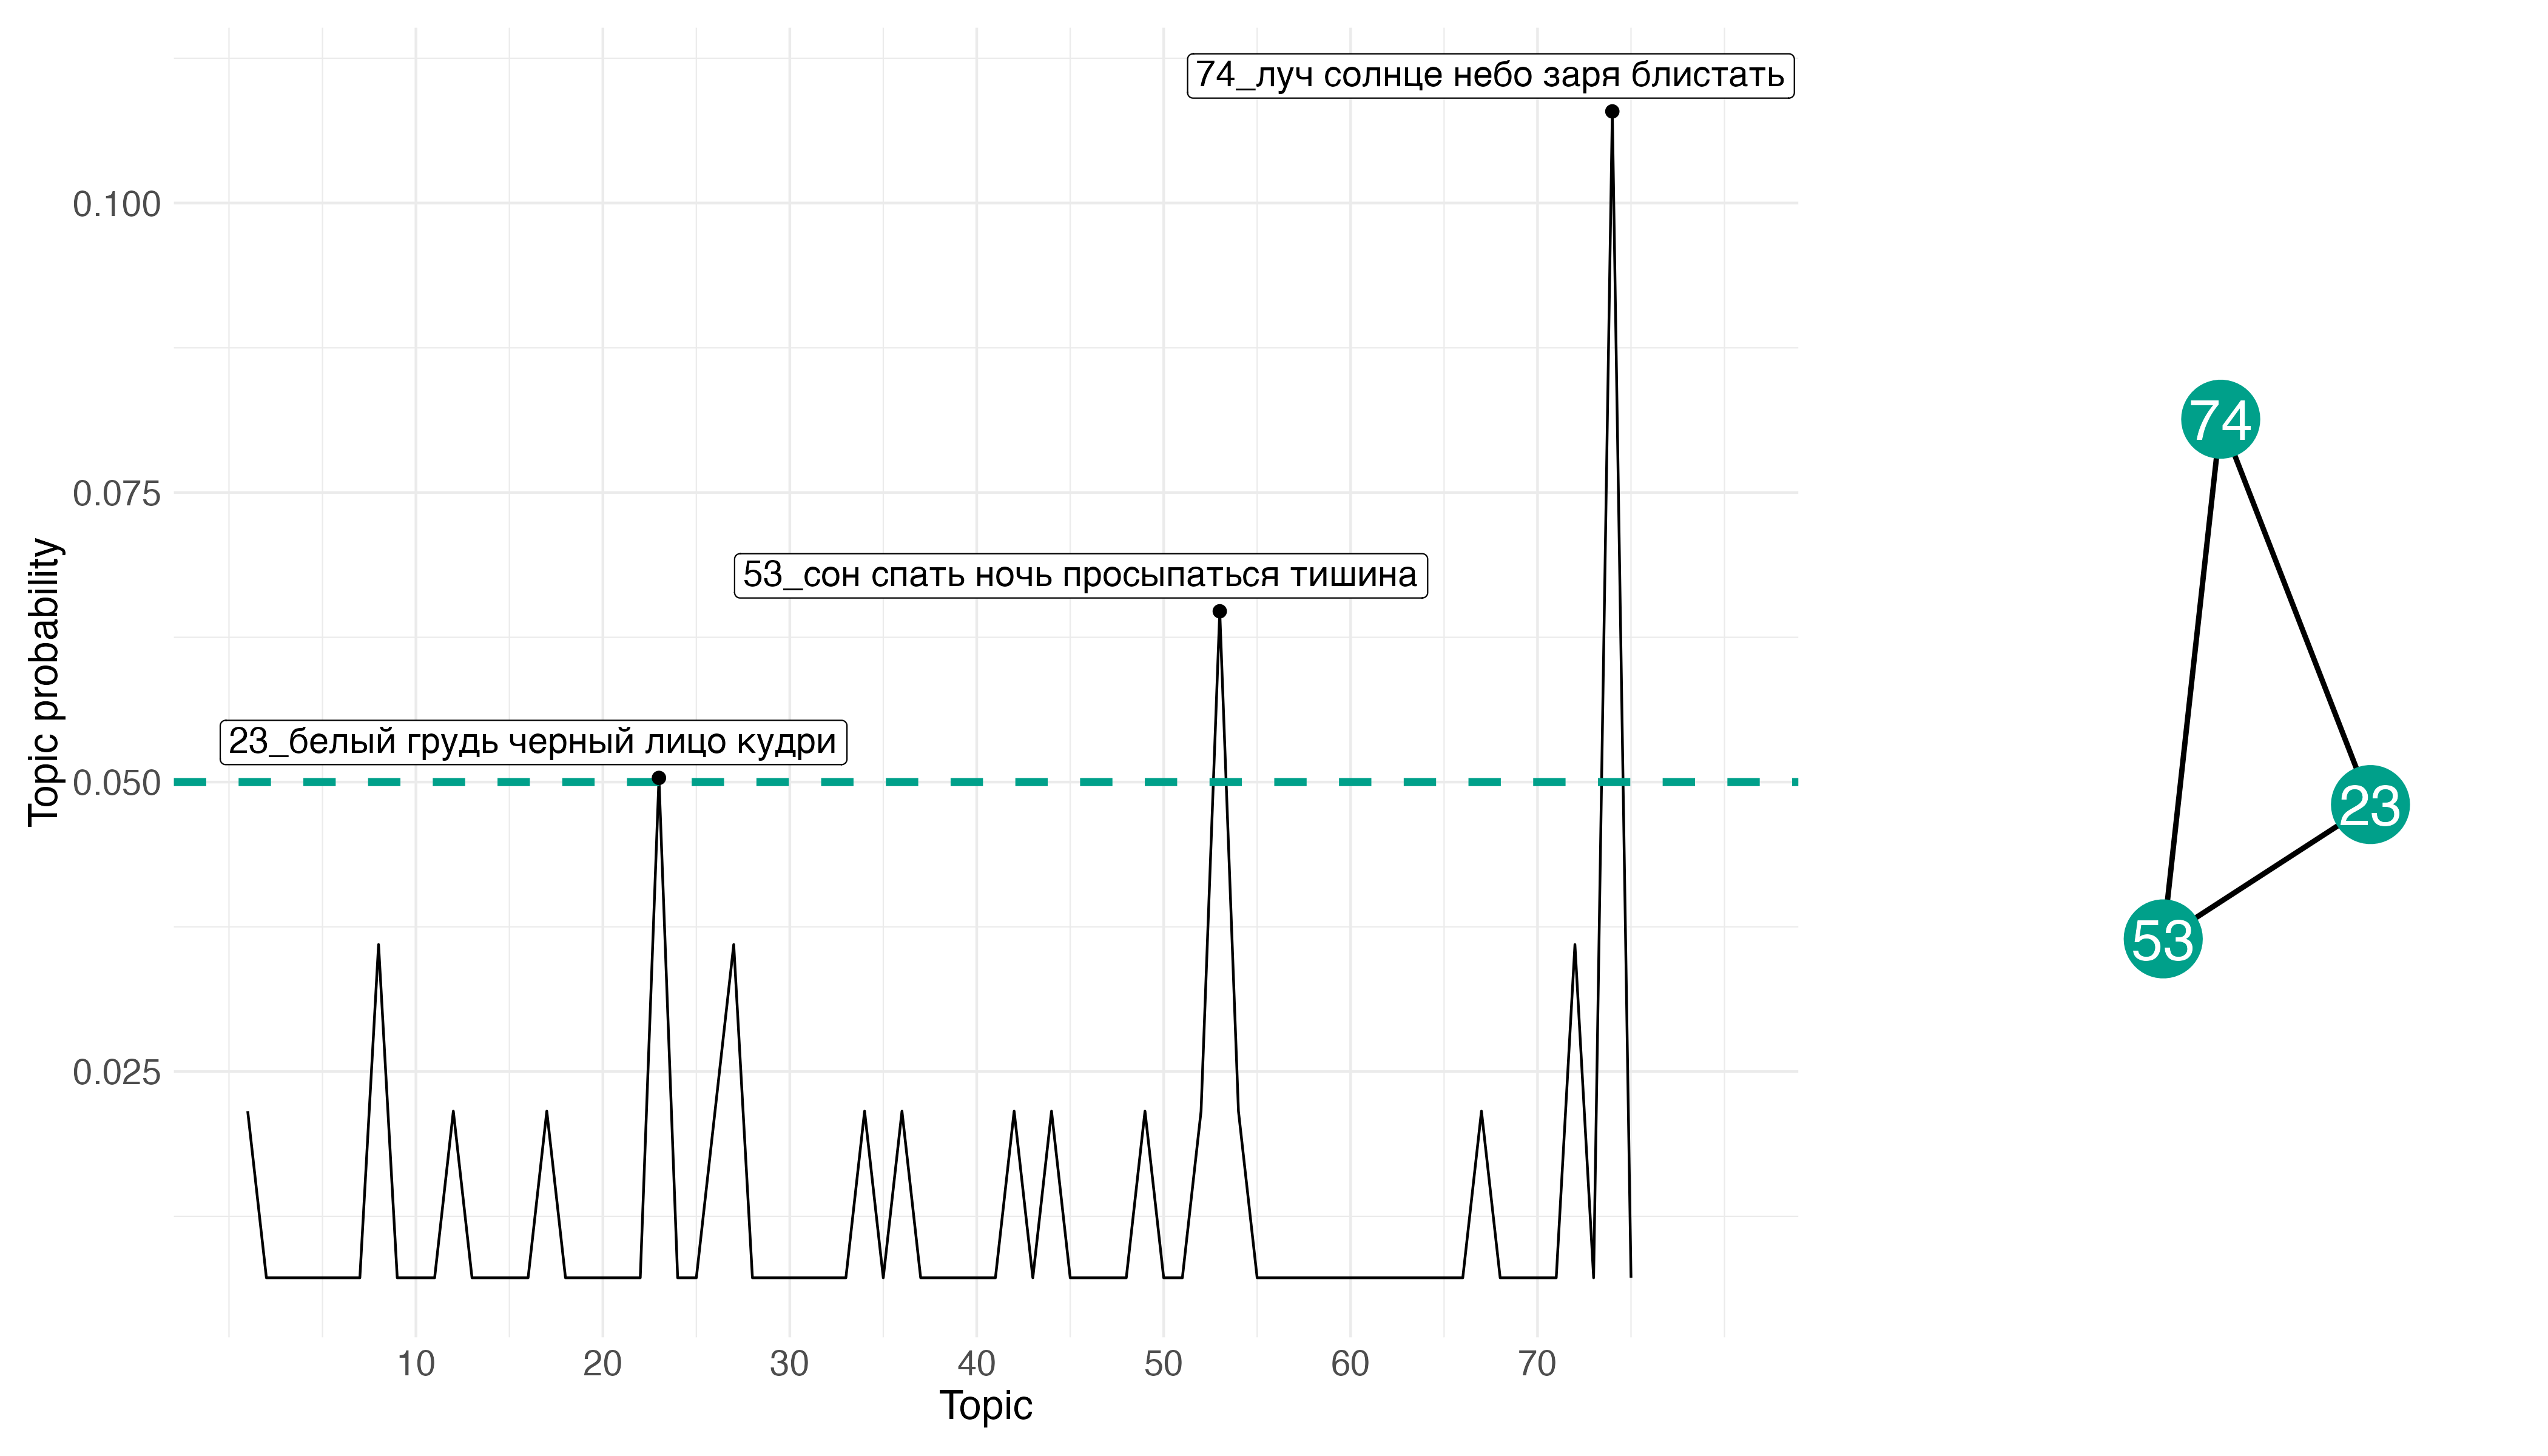 74_луч солнце небо заря блистать
0.100
0.075
53_сон спать ночь просыпаться тишина
23_белый грудь черный лицо кудри
0.050
0.025
Topic probability
10 20 30 40 50 60 70
Topic
74
23
53